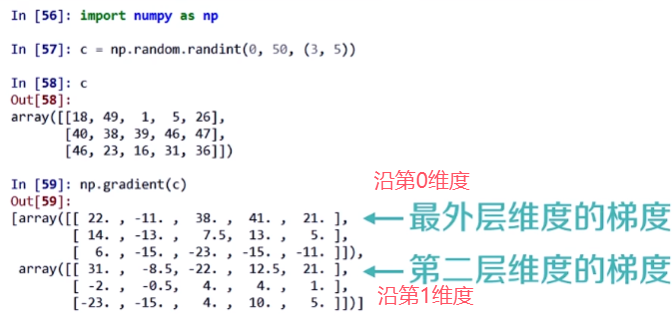 In [56]: import numpy as np
In [57]: c = np.random.randint(0, 50, (3, 5))
In [58]: c
Out[58]:
array([[18, 49, 1, 5, 26],
[40, 38, 39, 46, 47],
[46, 23, 16, 31, 36]])
In [59]: np.gradient(c)
沿第0维度
Out[59]:
[array([[ 22. , -11. , 38. , 41. , 21. ],
最外层维度的梯度
[ 14. , -13. , 7.5, 13. , 5. ],
[ 6. , -15. , -23. , -15. , -11. ]]),
array([[ 31. , -8.5, -22. , 12.5, 21. ],
第二层维度的梯度
[ -2. , -0.5, 4. , 4. , 1. ],
沿第1维度
[-23. , -15. , 4. , 10. , 5. ]])]